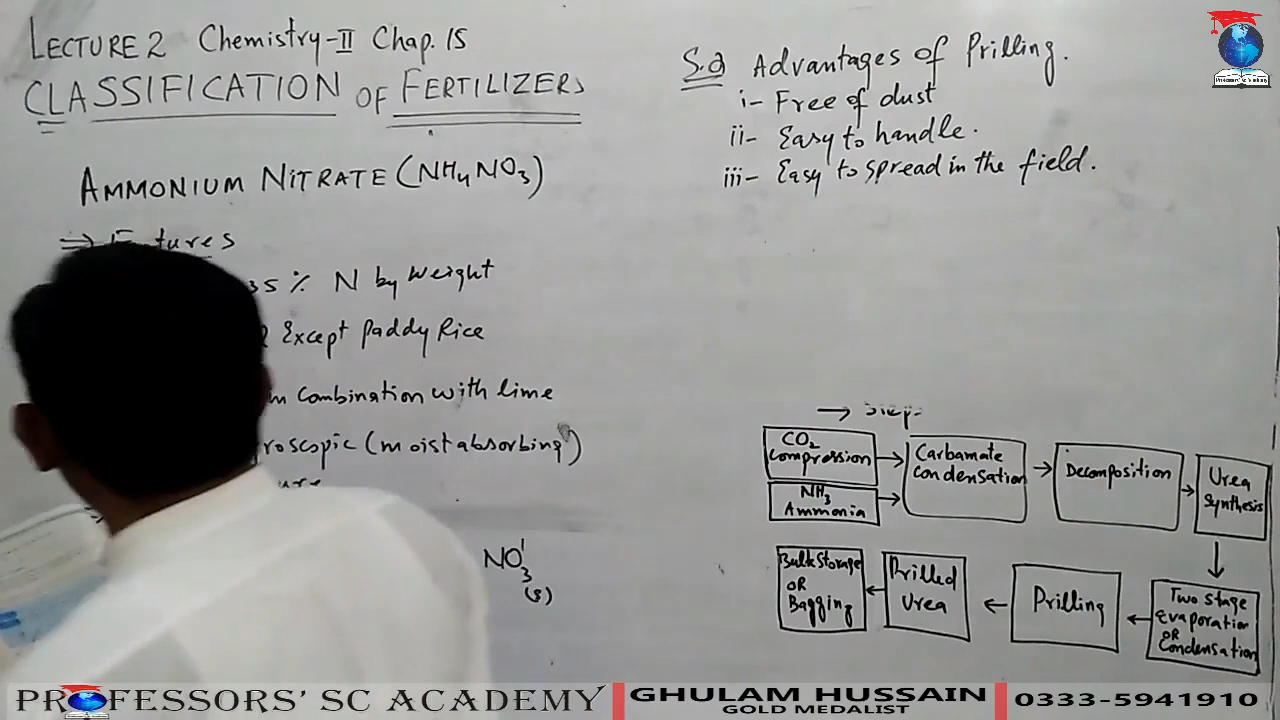 LECTURE 2 Chemistry-II Chap. 15
CLASSIFICATION OF FERTILIZERS
AMMONIUM NITRATE (NH4NO3)
35 % N by weight
Except Paddy Rice
Combination with lime
(moist absorbing)
NO3
(s)
S.Q Advantages of Prilling.
i- Free of dust
ii- Easy to handle.
iii- Easy to spread in the field.
CO2
Compression
NH3
Ammonia
Carbamate
Condensation
Decomposition
Urea
Synthesis
Two Stage
Evaporation
OR
Condensation
Prilling
Prilled
Urea
Bulk Storage
OR
Bagging
PROFESSORS' SC ACADEMY
GHULAM HUSSAIN
GOLD MEDALIST
0333-5941910